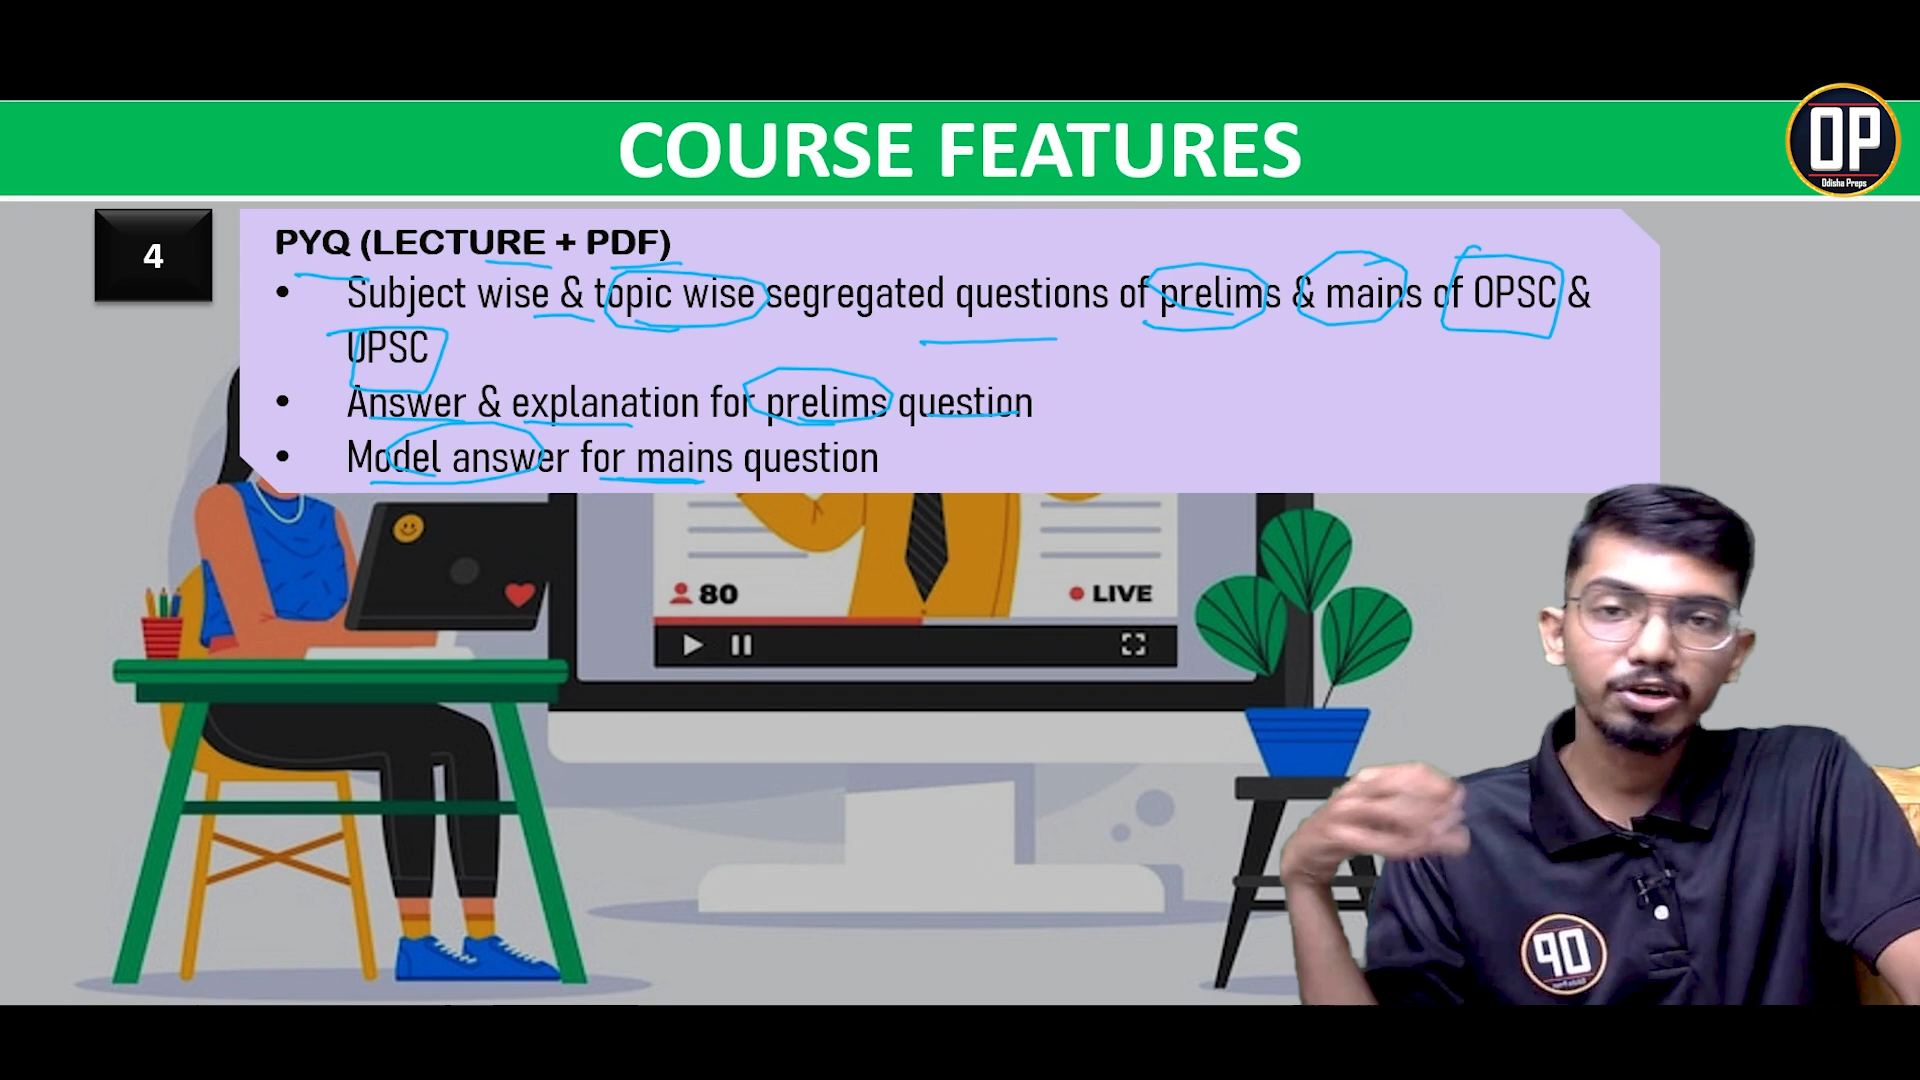 COURSE FEATURES
OP
Odisha Preps
4
PYQ (LECTURE + PDF)
• Subject wise & topic wise segregated questions of prelims & mains of OPSC &
UPSC
• Answer & explanation for prelims question
• Model answer for mains question
80
LIVE
OP